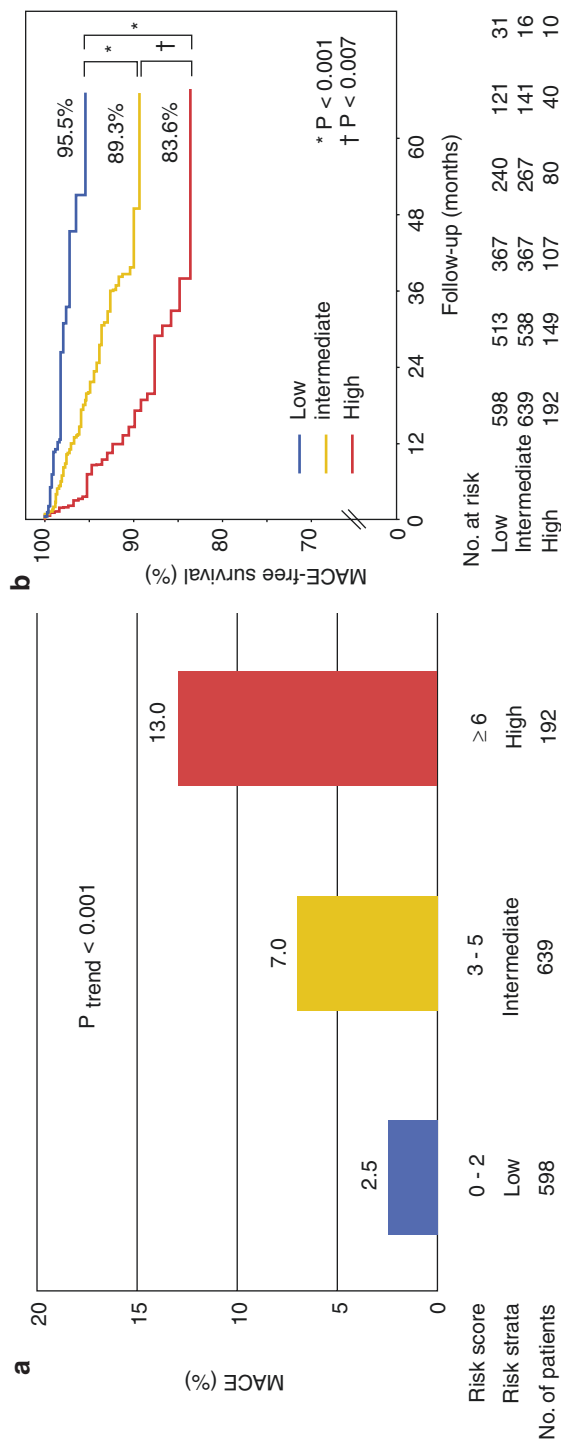 a
20
15
10
5
0
MACE (%)
P trend < 0.001
2.5
7.0
13.0
Risk score 0 - 2 3 - 5 ≥ 6
Risk strata Low Intermediate High
No. of patients 598 639 192
b
100
90
80
70
0
MACE-free survival (%)
95.5%
89.3%
83.6%
*
*
†
Low
intermediate
High
* P < 0.001
† P < 0.007
0 12 24 36 48 60
Follow-up (months)
No. at risk
Low 598 513 367 240 121 31
Intermediate 639 538 367 267 141 16
High 192 149 107 80 40 10